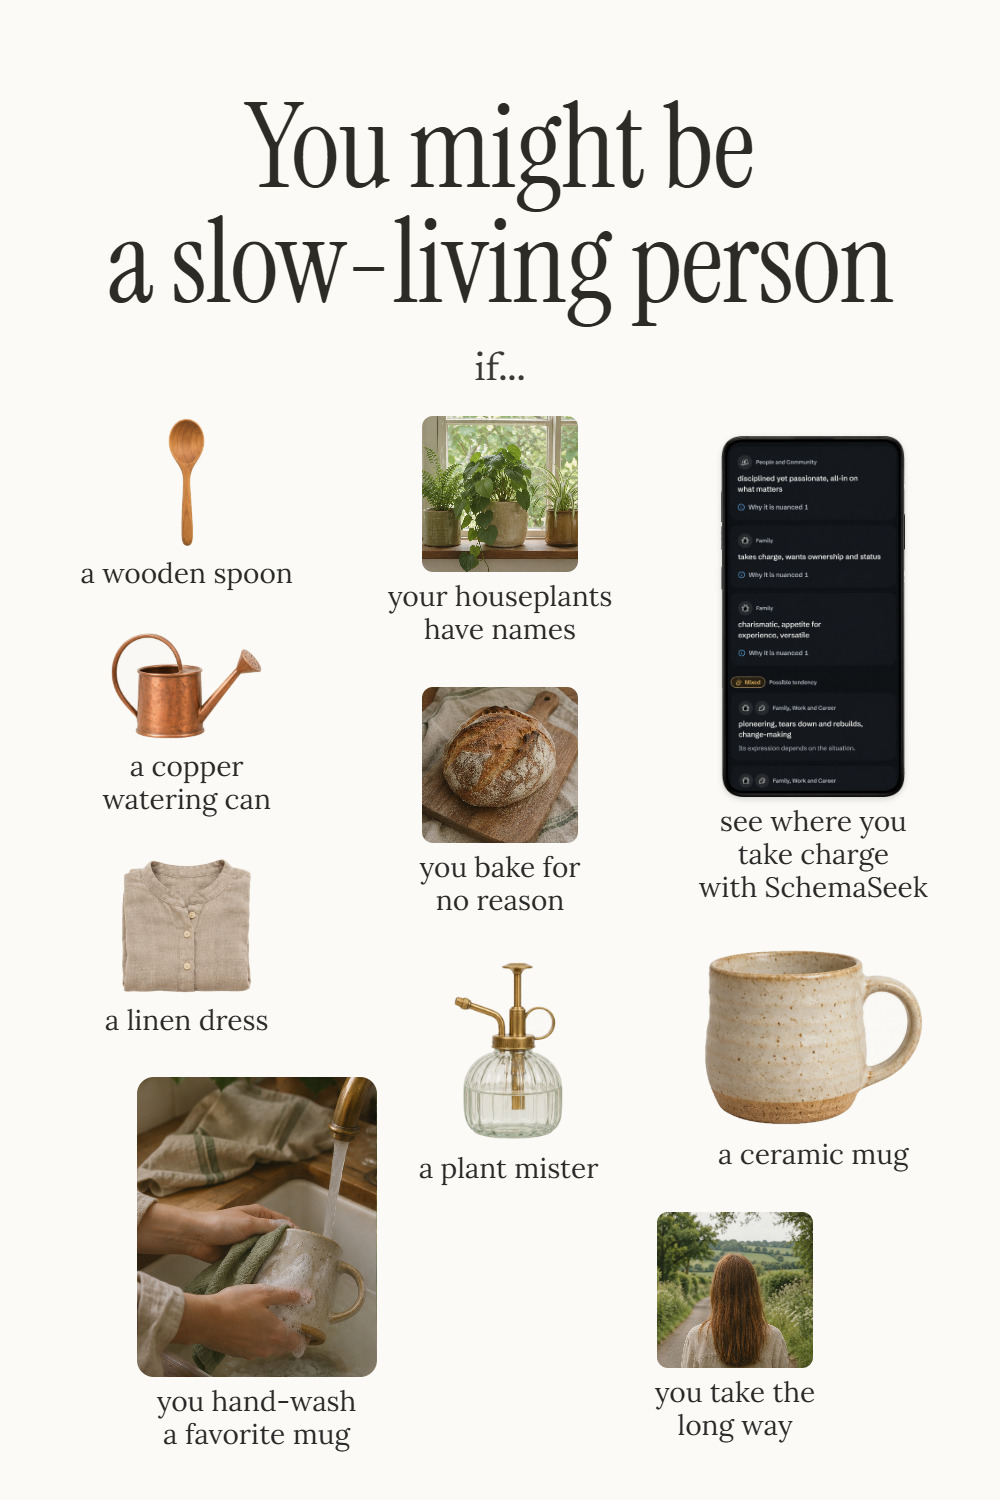 You might be
a slow-living person
if...
a wooden spoon
your houseplants
have names
People and Community
disciplined yet passionate, all-in on
what matters
Why it is nuanced 1
Family
takes charge, wants ownership and status
Why it is nuanced 1
Family
charismatic, appetite for
experience, versatile
Why it is nuanced 1
Mixed Possible tendency
Family, Work and Career
pioneering, tears down and rebuilds,
change-making
Its expression depends on the situation.
Family, Work and Career
see where you
take charge
with SchemaSeek
a copper
watering can
you bake for
no reason
a linen dress
a plant mister
a ceramic mug
you hand-wash
a favorite mug
you take the
long way